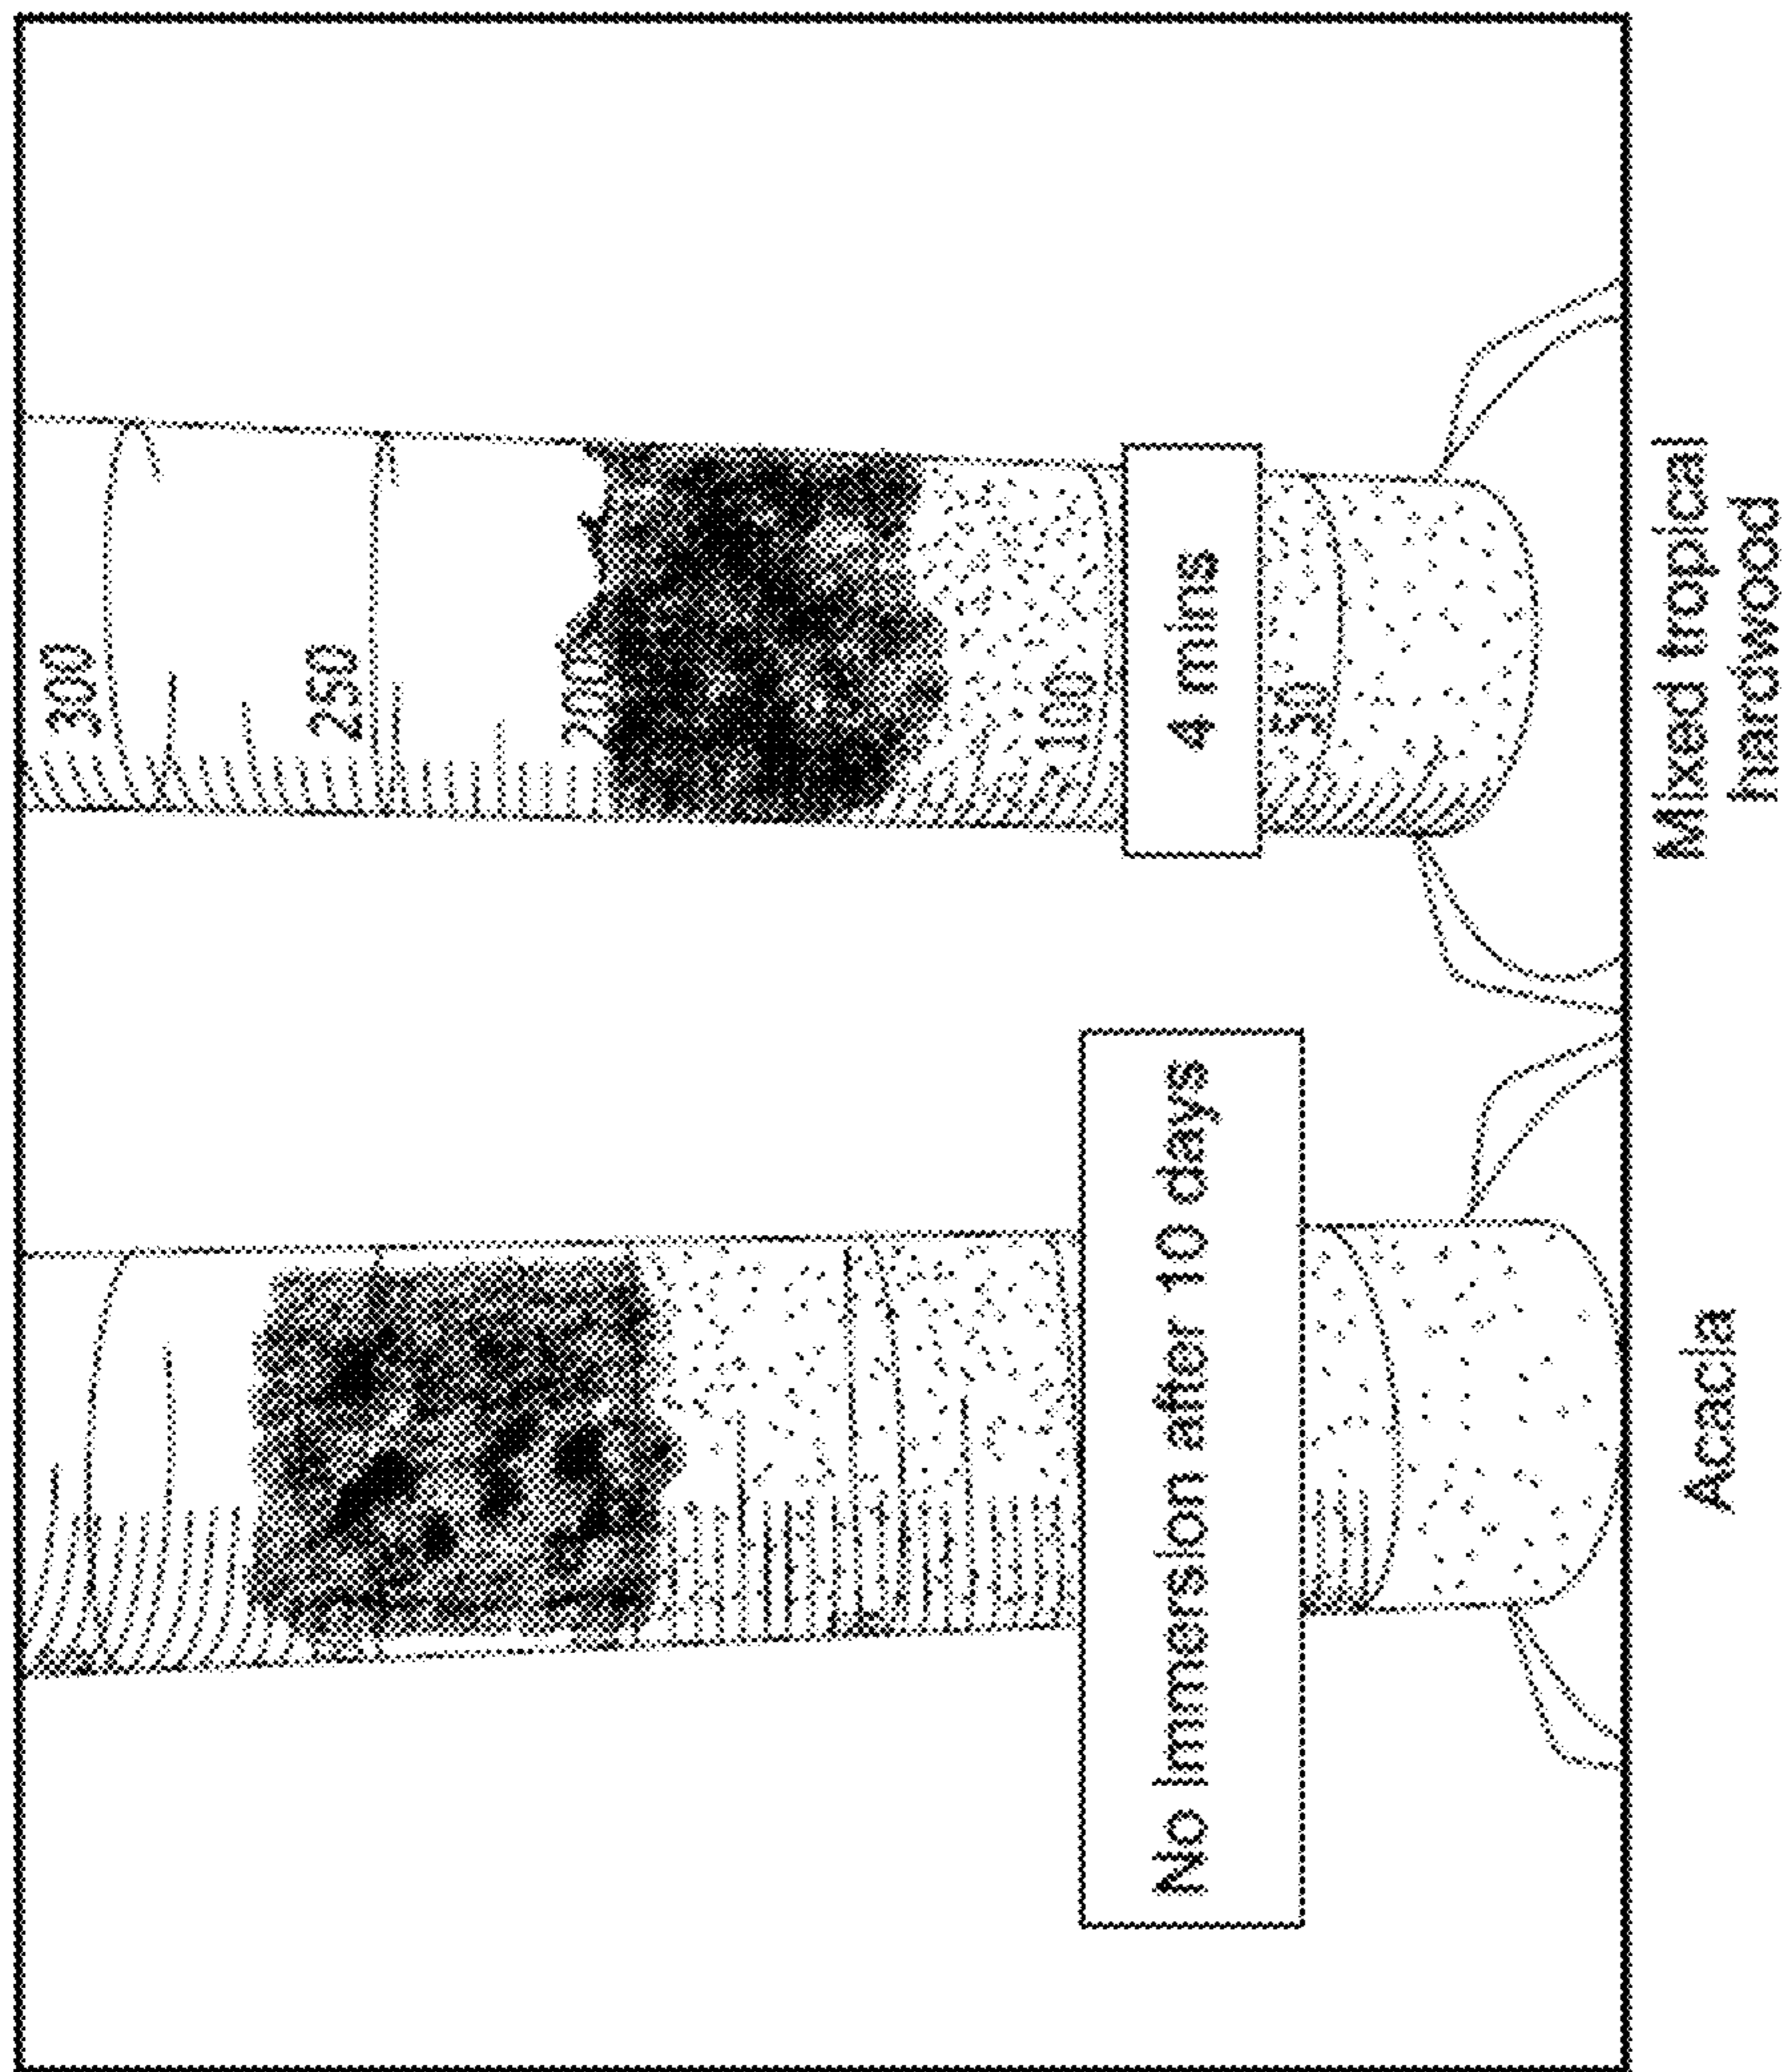 300
250
200
100
No immersion after 10 days
4 mins
50
Acacia
Mixed tropical
hardwood